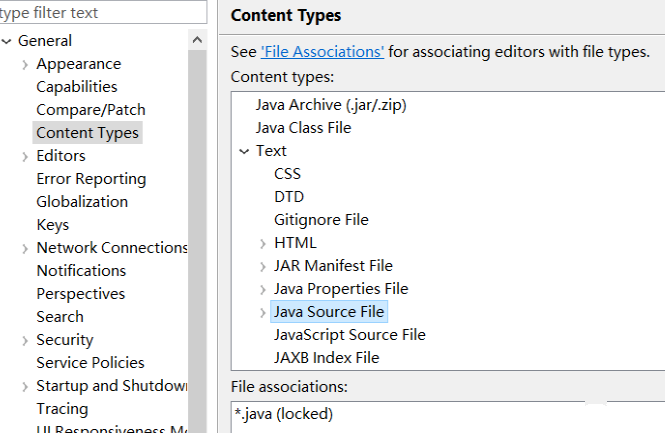 type filter text
General
Appearance
Capabilities
Compare/Patch
Content Types
Editors
Error Reporting
Globalization
Keys
Network Connections
Notifications
Perspectives
Search
Security
Service Policies
Startup and Shutdown
Tracing
UI Responsiveness Mo
Content Types
See 'File Associations' for associating editors with file types.
Content types:
Java Archive (.jar/.zip)
Java Class File
Text
CSS
DTD
Gitignore File
HTML
JAR Manifest File
Java Properties File
Java Source File
JavaScript Source File
JAXB Index File
File associations:
*.java (locked)